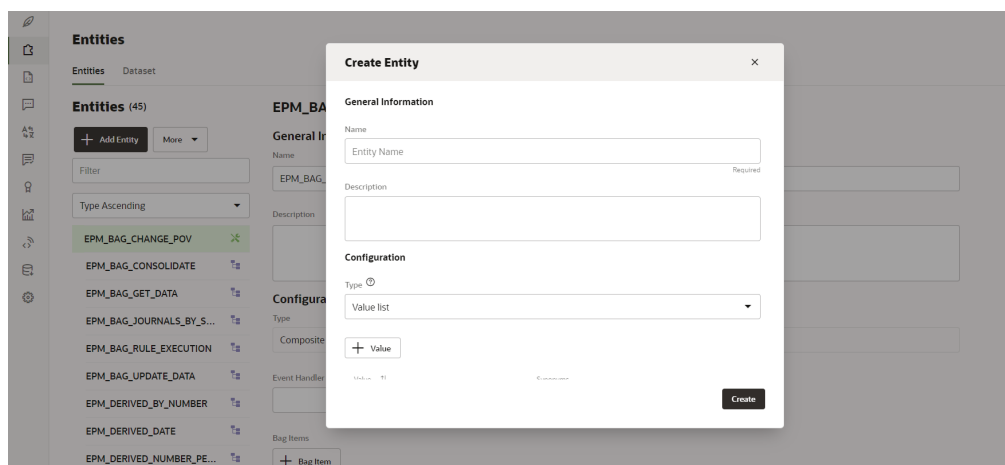 Entities
Entities Dataset
Entities (45)
+ Add Entity More
Filter
Type Ascending
EPM_BAG_CHANGE_POV
EPM_BAG_CONSOLIDATE
EPM_BAG_GET_DATA
EPM_BAG_JOURNALS_BY_S...
EPM_BAG_RULE_EXECUTION
EPM_BAG_UPDATE_DATA
EPM_DERIVED_BY_NUMBER
EPM_DERIVED_DATE
EPM_DERIVED_NUMBER_PE...
EPM_BA
General In
Name
EPM_BAG_
Description
Configura
Type
Composite
Event Handler
Bag Items
+ Bag Item
Create Entity
General Information
Name
Entity Name
Required
Description
Configuration
Type
Value list
+ Value
Value Synonyms
Create